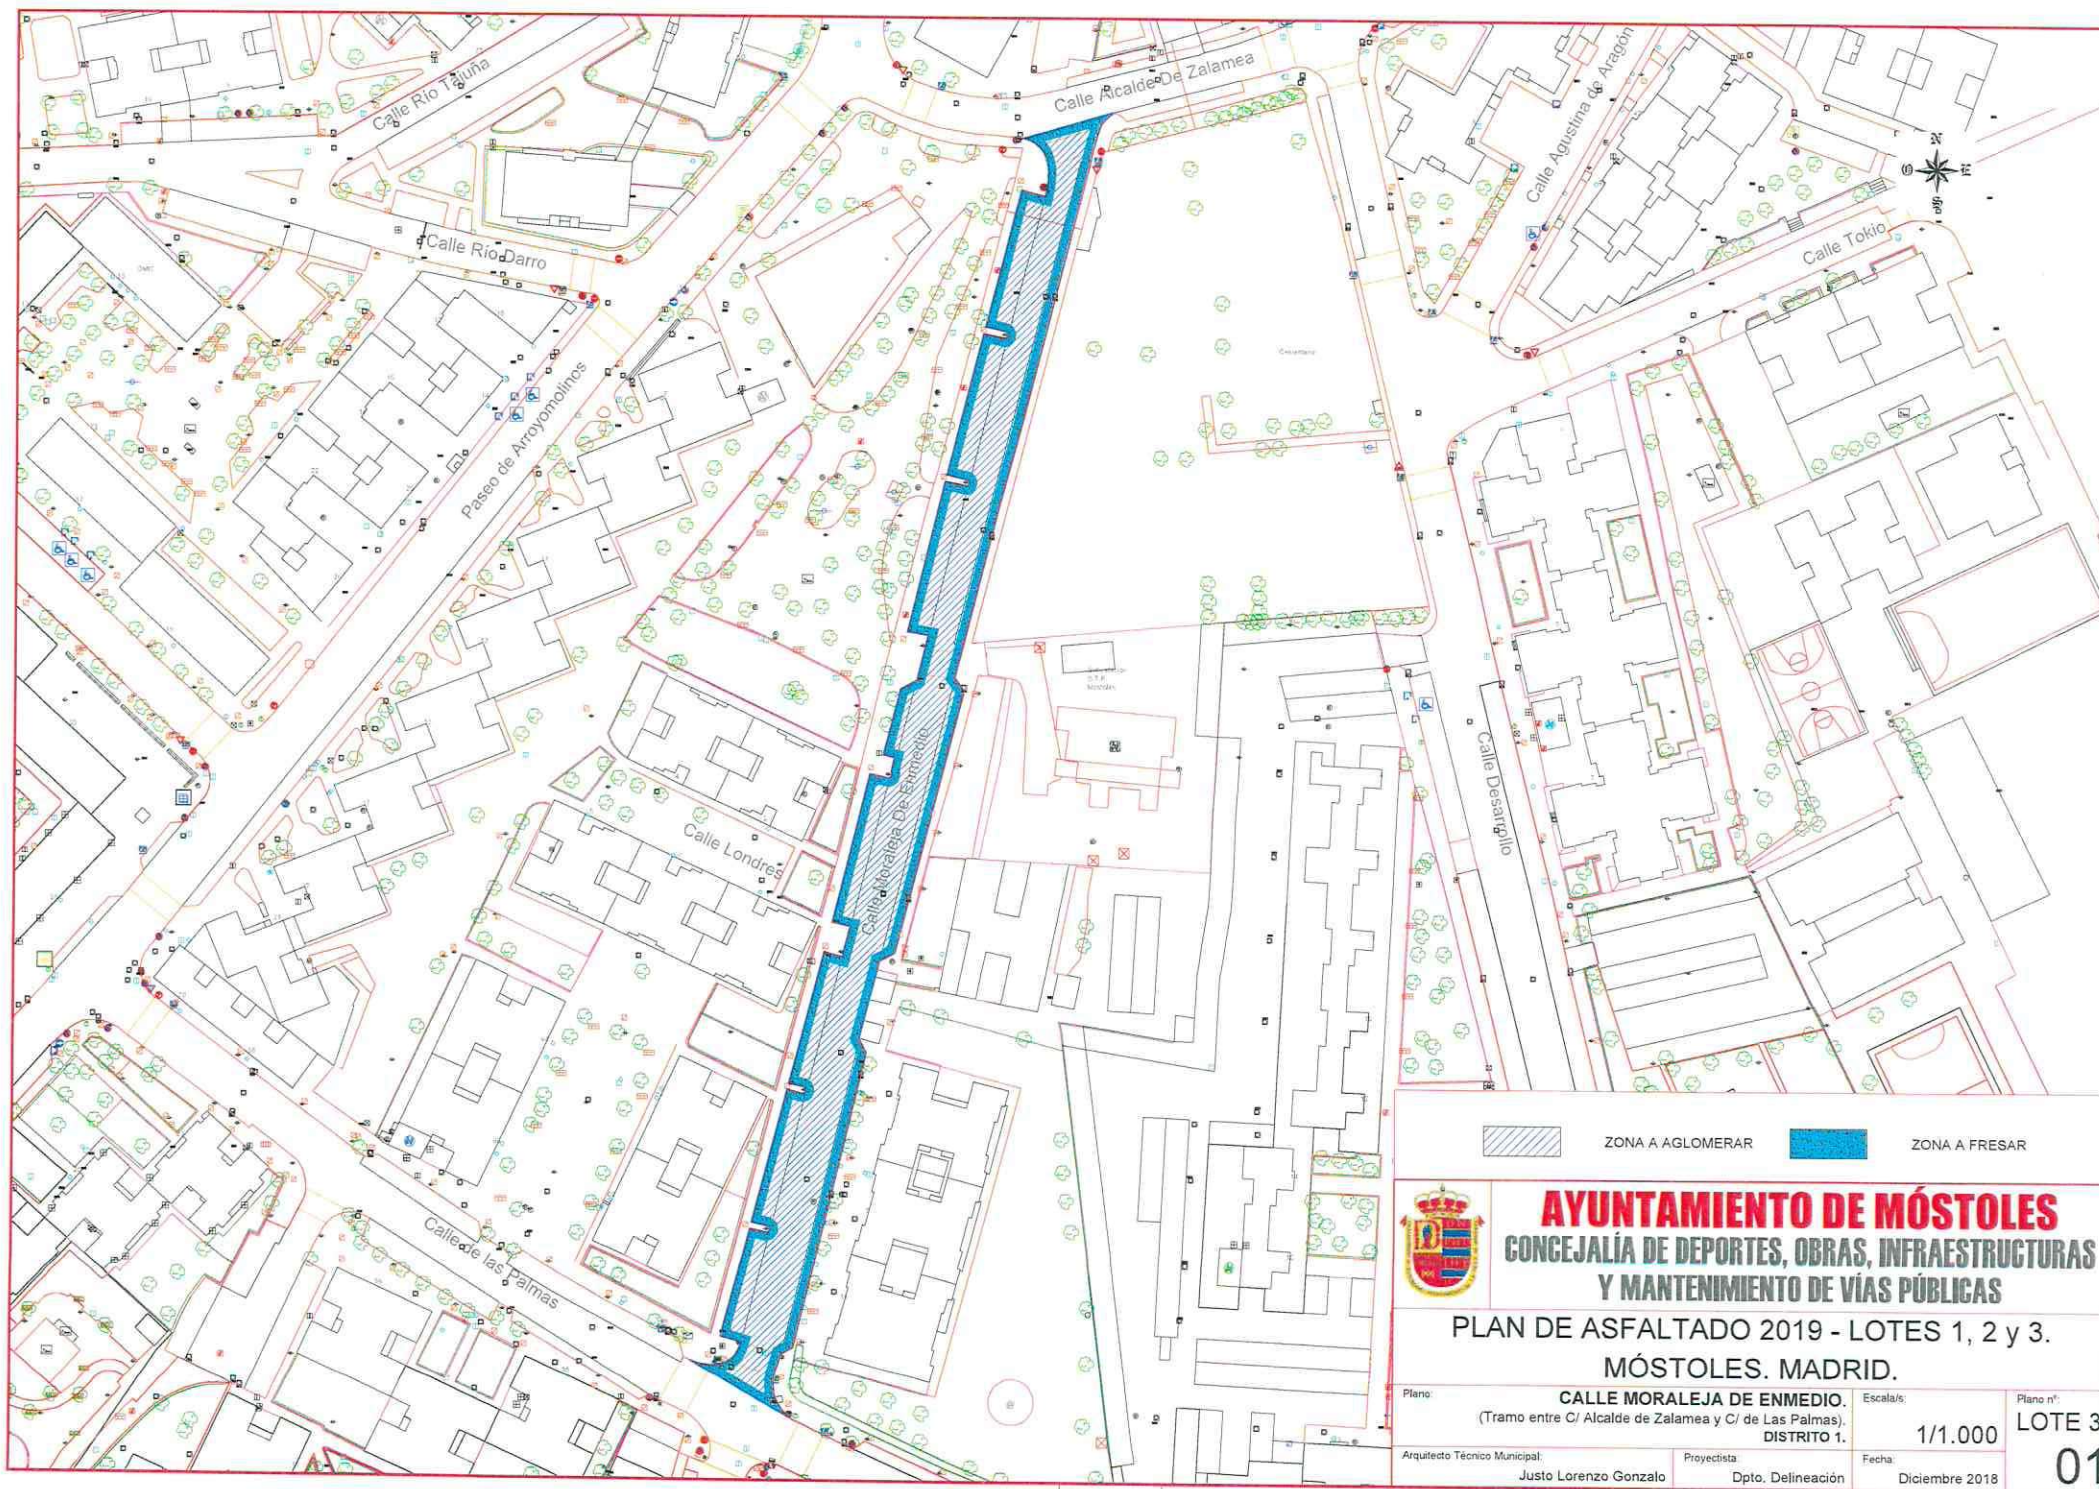 Calle Río Tajuña
Calle Alcalde De Zalamea
Calle Agustina de Aragón
Calle Río Darro
Calle Tokio
Paseo de Arroyomolinos
Calle Moraleja De Enmedio
Calle Londres
Calle Desarrollo
Calle de las Palmas
ZONA A AGLOMERAR
ZONA A FRESAR
AYUNTAMIENTO DE MÓSTOLES
CONCEJALÍA DE DEPORTES, OBRAS, INFRAESTRUCTURAS
Y MANTENIMIENTO DE VÍAS PÚBLICAS
PLAN DE ASFALTADO 2019 - LOTES 1, 2 y 3.
MÓSTOLES. MADRID.
Plano:
CALLE MORALEJA DE ENMEDIO.
(Tramo entre C/ Alcalde de Zalamea y C/ de Las Palmas).
DISTRITO 1.
Escala/s:
1/1.000
Plano nº:
LOTE 3
01
Arquitecto Técnico Municipal:
Justo Lorenzo Gonzalo
Proyectista:
Dpto. Delineación
Fecha:
Diciembre 2018